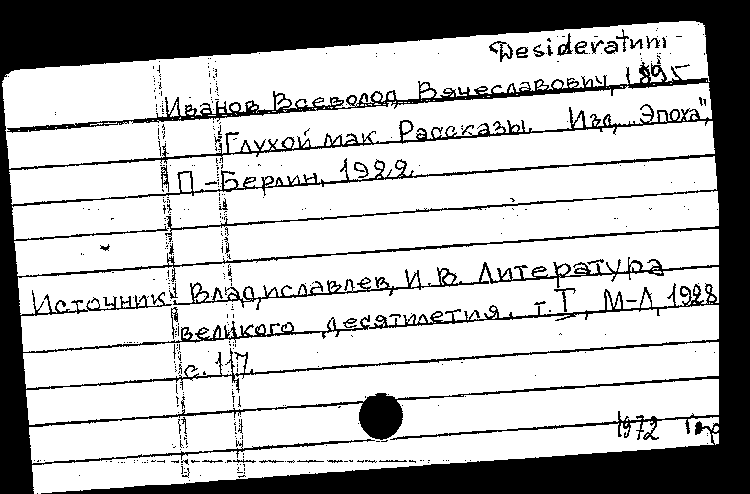 Desideratum
Иванов, Всеволод Вячеславович, 1895
Глухой мак. Рассказы. Изд. „Эпоха",
П.-Берлин, 1922.
Источник: Владиславлев, И.В. Литература
великого десятилетия. т. I, М-Л, 1928
с. 117.
1972